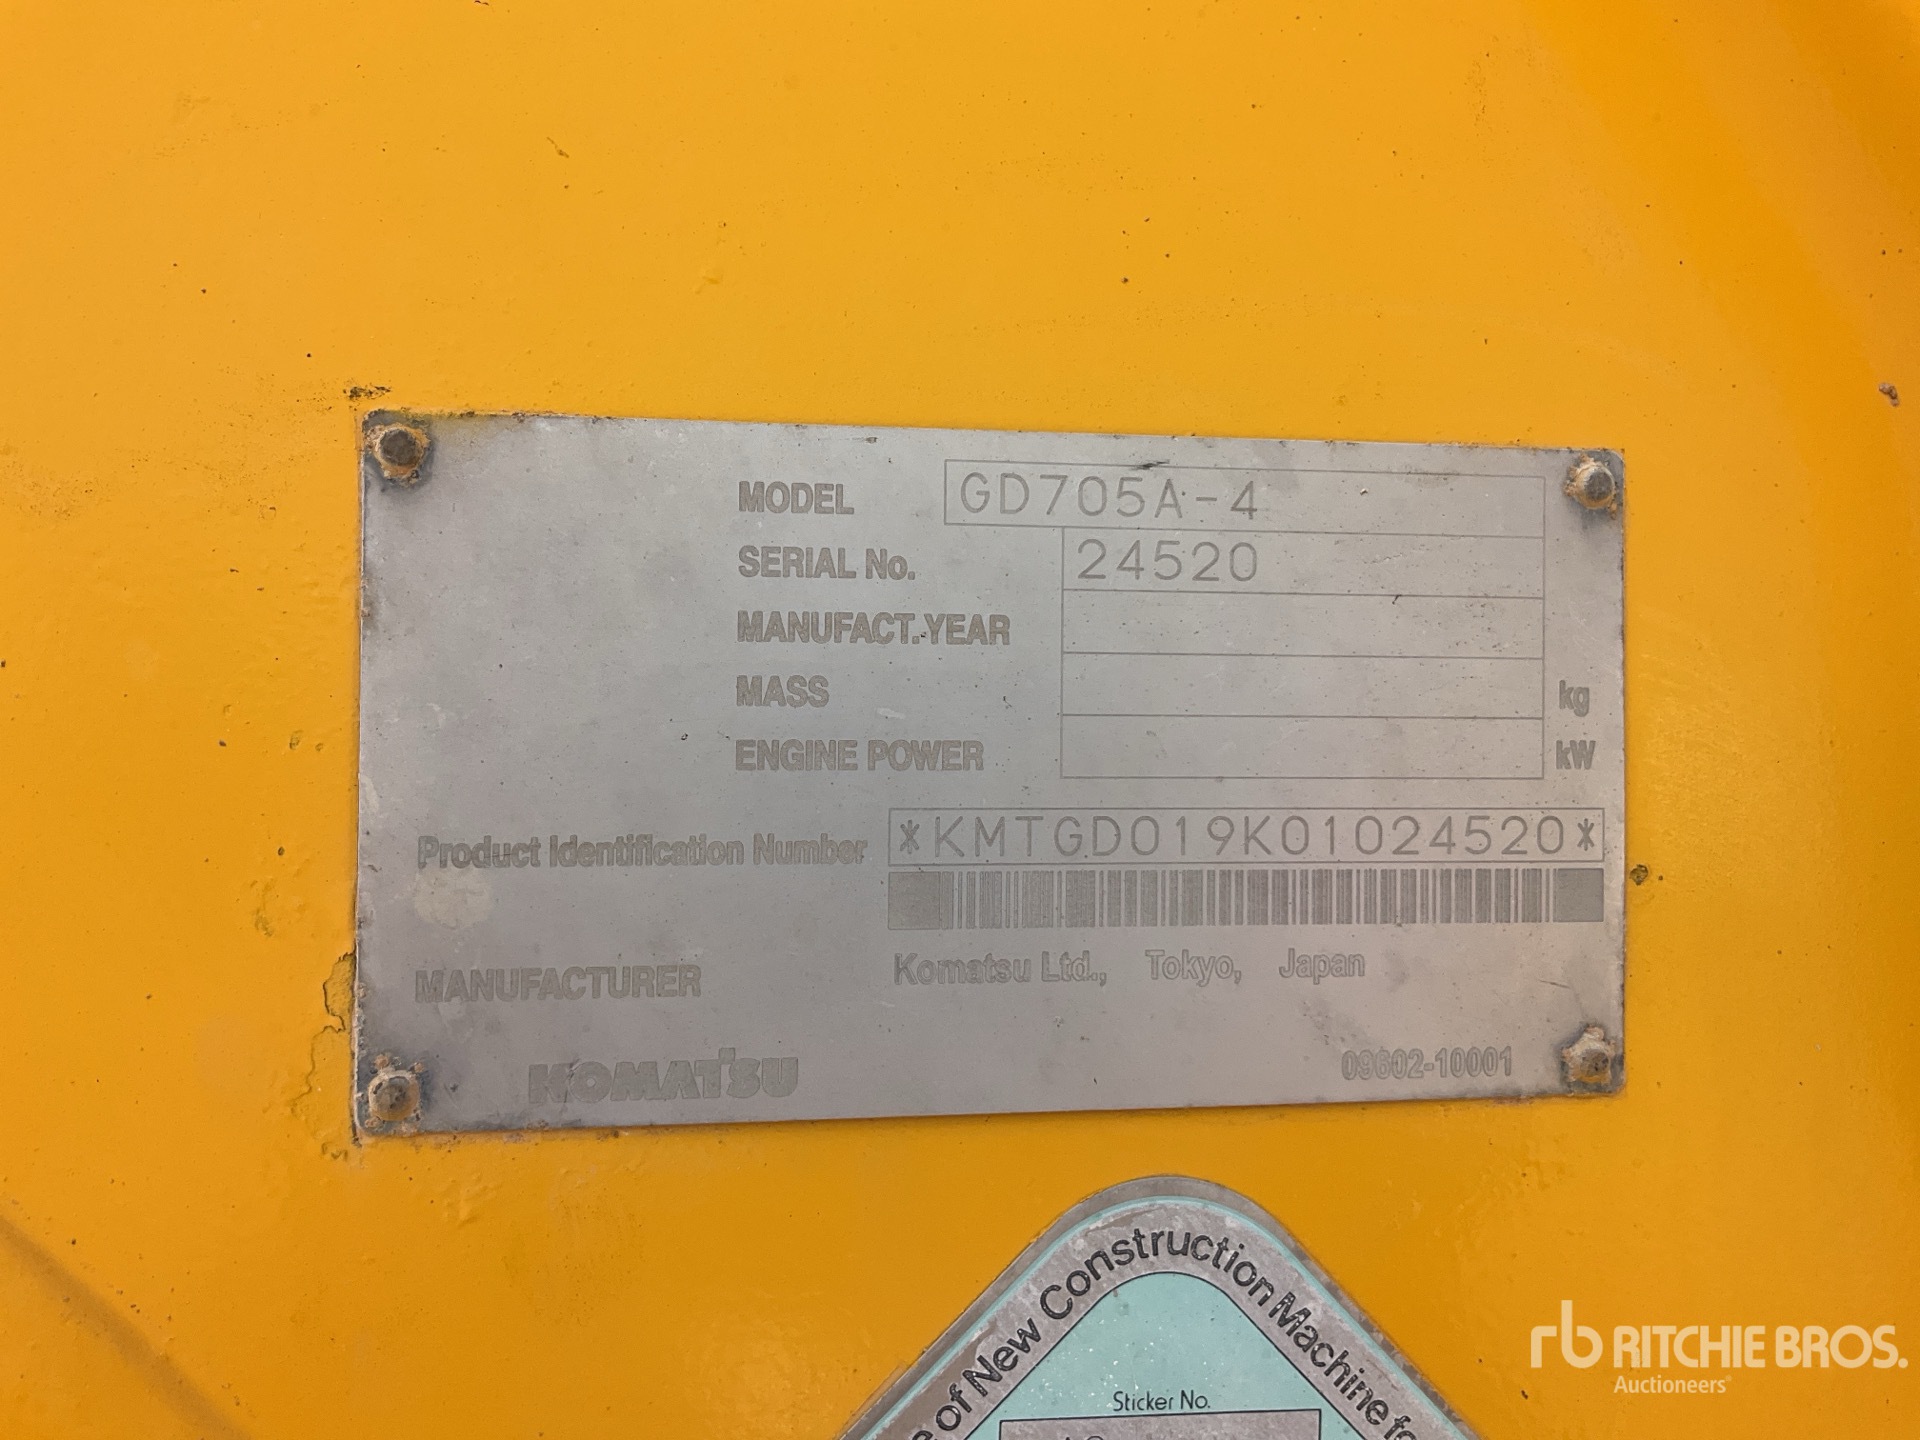 MODEL GD705A-4
SERIAL No. 24520
MANUFACT.YEAR
MASS kg
ENGINE POWER kW
Product Identification Number *KMTGD019K01024520*
MANUFACTURER Komatsu Ltd., Tokyo, Japan
KOMATSU 09602-10001
of New Construction Machine
Sticker No.
rb RITCHIE BROS.
Auctioneers